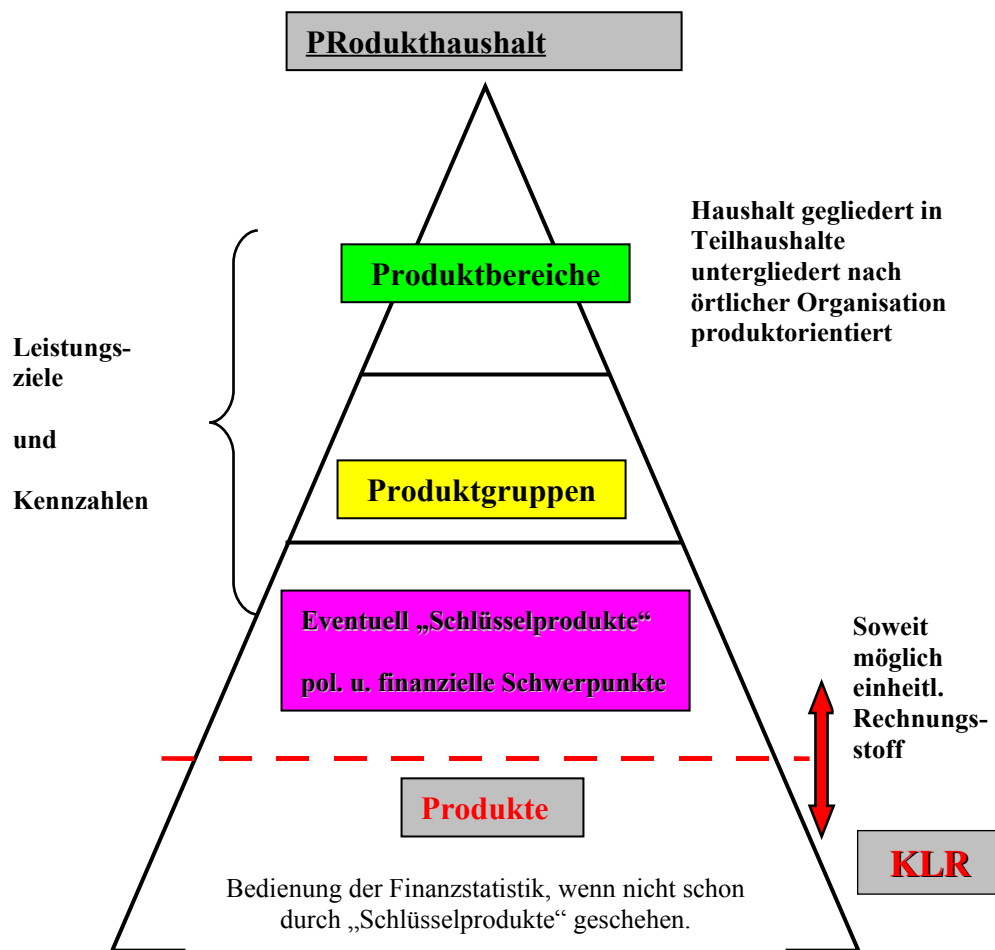 PRodukthaushalt
Haushalt gegliedert in
Teilhaushalte
untergliedert nach
örtlicher Organisation
produktorientiert
Produktbereiche
Leistungs-
ziele
und
Kennzahlen
Produktgruppen
Eventuell „Schlüsselprodukte“
pol. u. finanzielle Schwerpunkte
Soweit
möglich
einheitl.
Rechnungs-
stoff
Produkte
KLR
Bedienung der Finanzstatistik, wenn nicht schon
durch „Schlüsselprodukte“ geschehen.